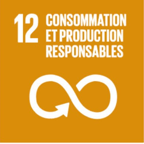 12 CONSOMMATION
ET PRODUCTION
RESPONSABLES